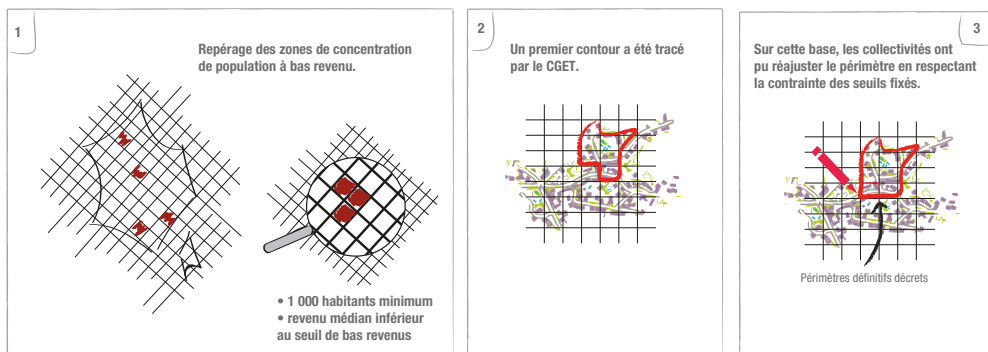 1
Repérage des zones de concentration
de population à bas revenu.
• 1 000 habitants minimum
• revenu médian inférieur
au seuil de bas revenus
2
Un premier contour a été tracé
par le CGET.
3
Sur cette base, les collectivités ont
pu réajuster le périmètre en respectant
la contrainte des seuils fixés.
Périmètres définitifs décrets